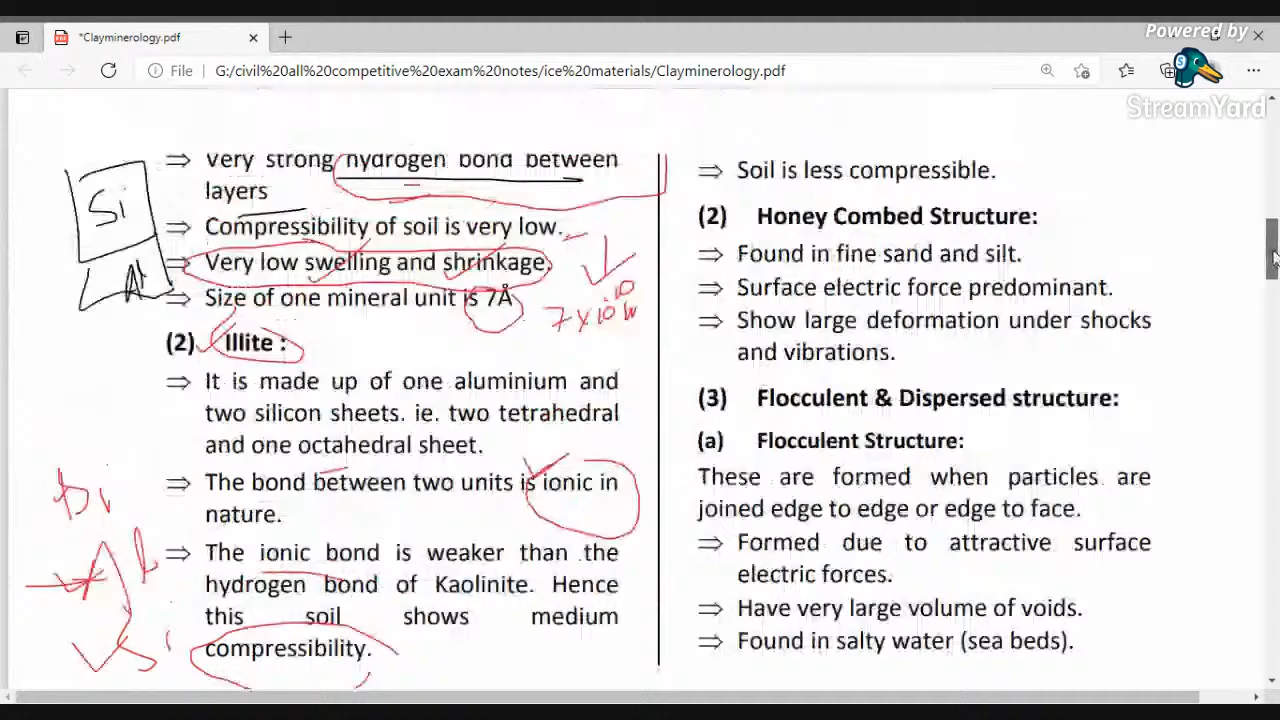 Powered by
*Clayminerology.pdf
File
G:/civil%20all%20competitive%20exam%20notes/ice%20materials/Clayminerology.pdf
StreamYard
⇒ Very strong hydrogen bond between
layers
⇒ Compressibility of soil is very low.
⇒ Very low swelling and shrinkage.
⇒ Size of one mineral unit is 7Å
(2) Illite :
⇒ It is made up of one aluminium and
two silicon sheets. ie. two tetrahedral
and one octahedral sheet.
⇒ The bond between two units is ionic in
nature.
⇒ The ionic bond is weaker than the
hydrogen bond of Kaolinite. Hence
this soil shows medium
compressibility.
Si
Al
⇒ Soil is less compressible.
(2) Honey Combed Structure:
⇒ Found in fine sand and silt.
⇒ Surface electric force predominant.
⇒ Show large deformation under shocks
and vibrations.
(3) Flocculent & Dispersed structure:
(a) Flocculent Structure:
These are formed when particles are
joined edge to edge or edge to face.
⇒ Formed due to attractive surface
electric forces.
⇒ Have very large volume of voids.
⇒ Found in salty water (sea beds).